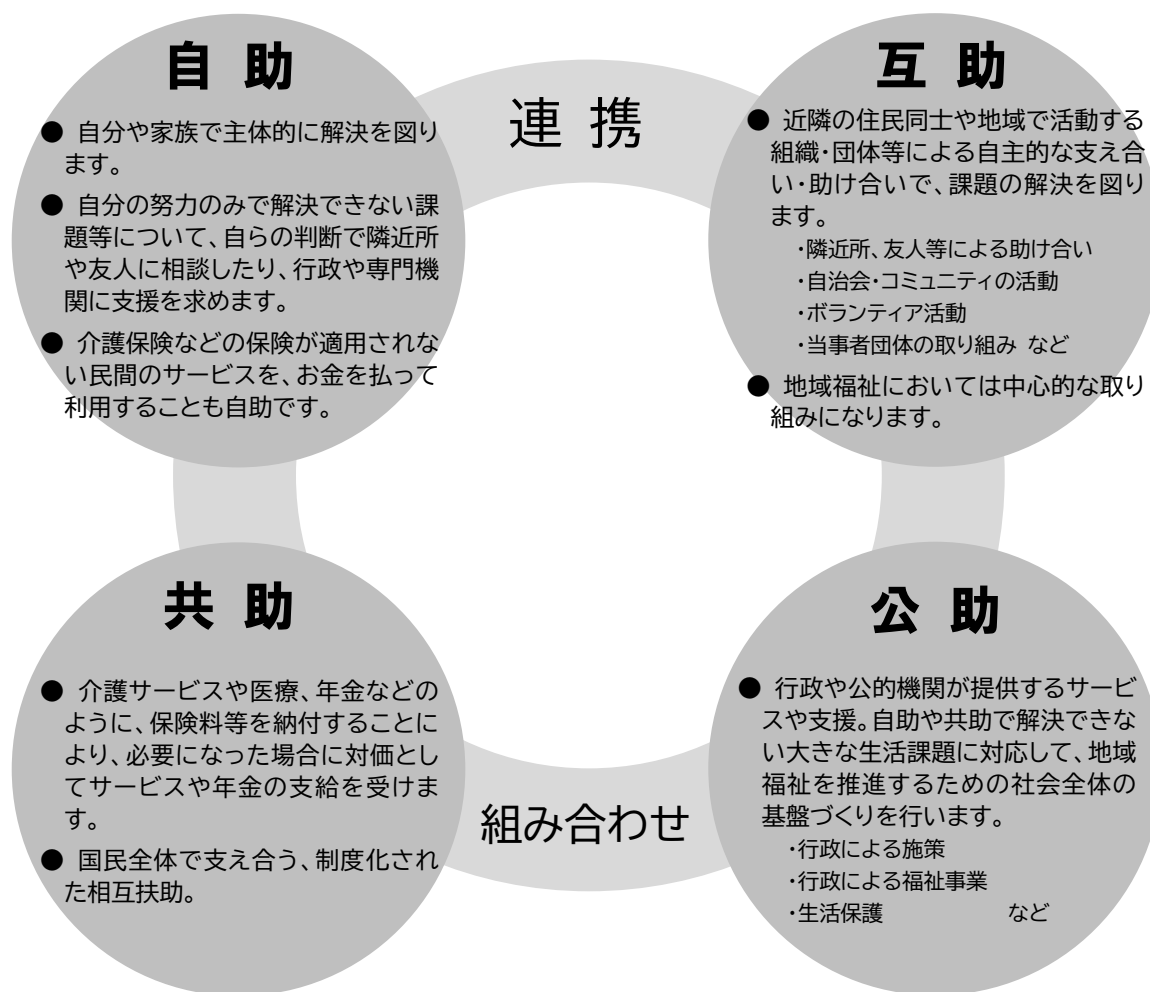 自助
● 自分や家族で主体的に解決を図り
ます。
● 自分の努力のみで解決できない課
題等について、自らの判断で隣近所
や友人に相談したり、行政や専門機
関に支援を求めます。
● 介護保険などの保険が適用されな
い民間のサービスを、お金を払って
利用することも自助です。
連携
互助
● 近隣の住民同士や地域で活動する
組織・団体等による自主的な支え合
い・助け合いで、課題の解決を図り
ます。
・隣近所、友人等による助け合い
・自治会・コミュニティの活動
・ボランティア活動
・当事者団体の取り組み など
● 地域福祉においては中心的な取り
組みになります。
共助
● 介護サービスや医療、年金などの
ように、保険料等を納付することに
より、必要になった場合に対価とし
てサービスや年金の支給を受けま
す。
● 国民全体で支え合う、制度化され
た相互扶助。
組み合わせ
公助
● 行政や公的機関が提供するサービ
スや支援。自助や共助で解決できな
い大きな生活課題に対応して、地域
福祉を推進するための社会全体の
基盤づくりを行います。
・行政による施策
・行政による福祉事業
・生活保護 など